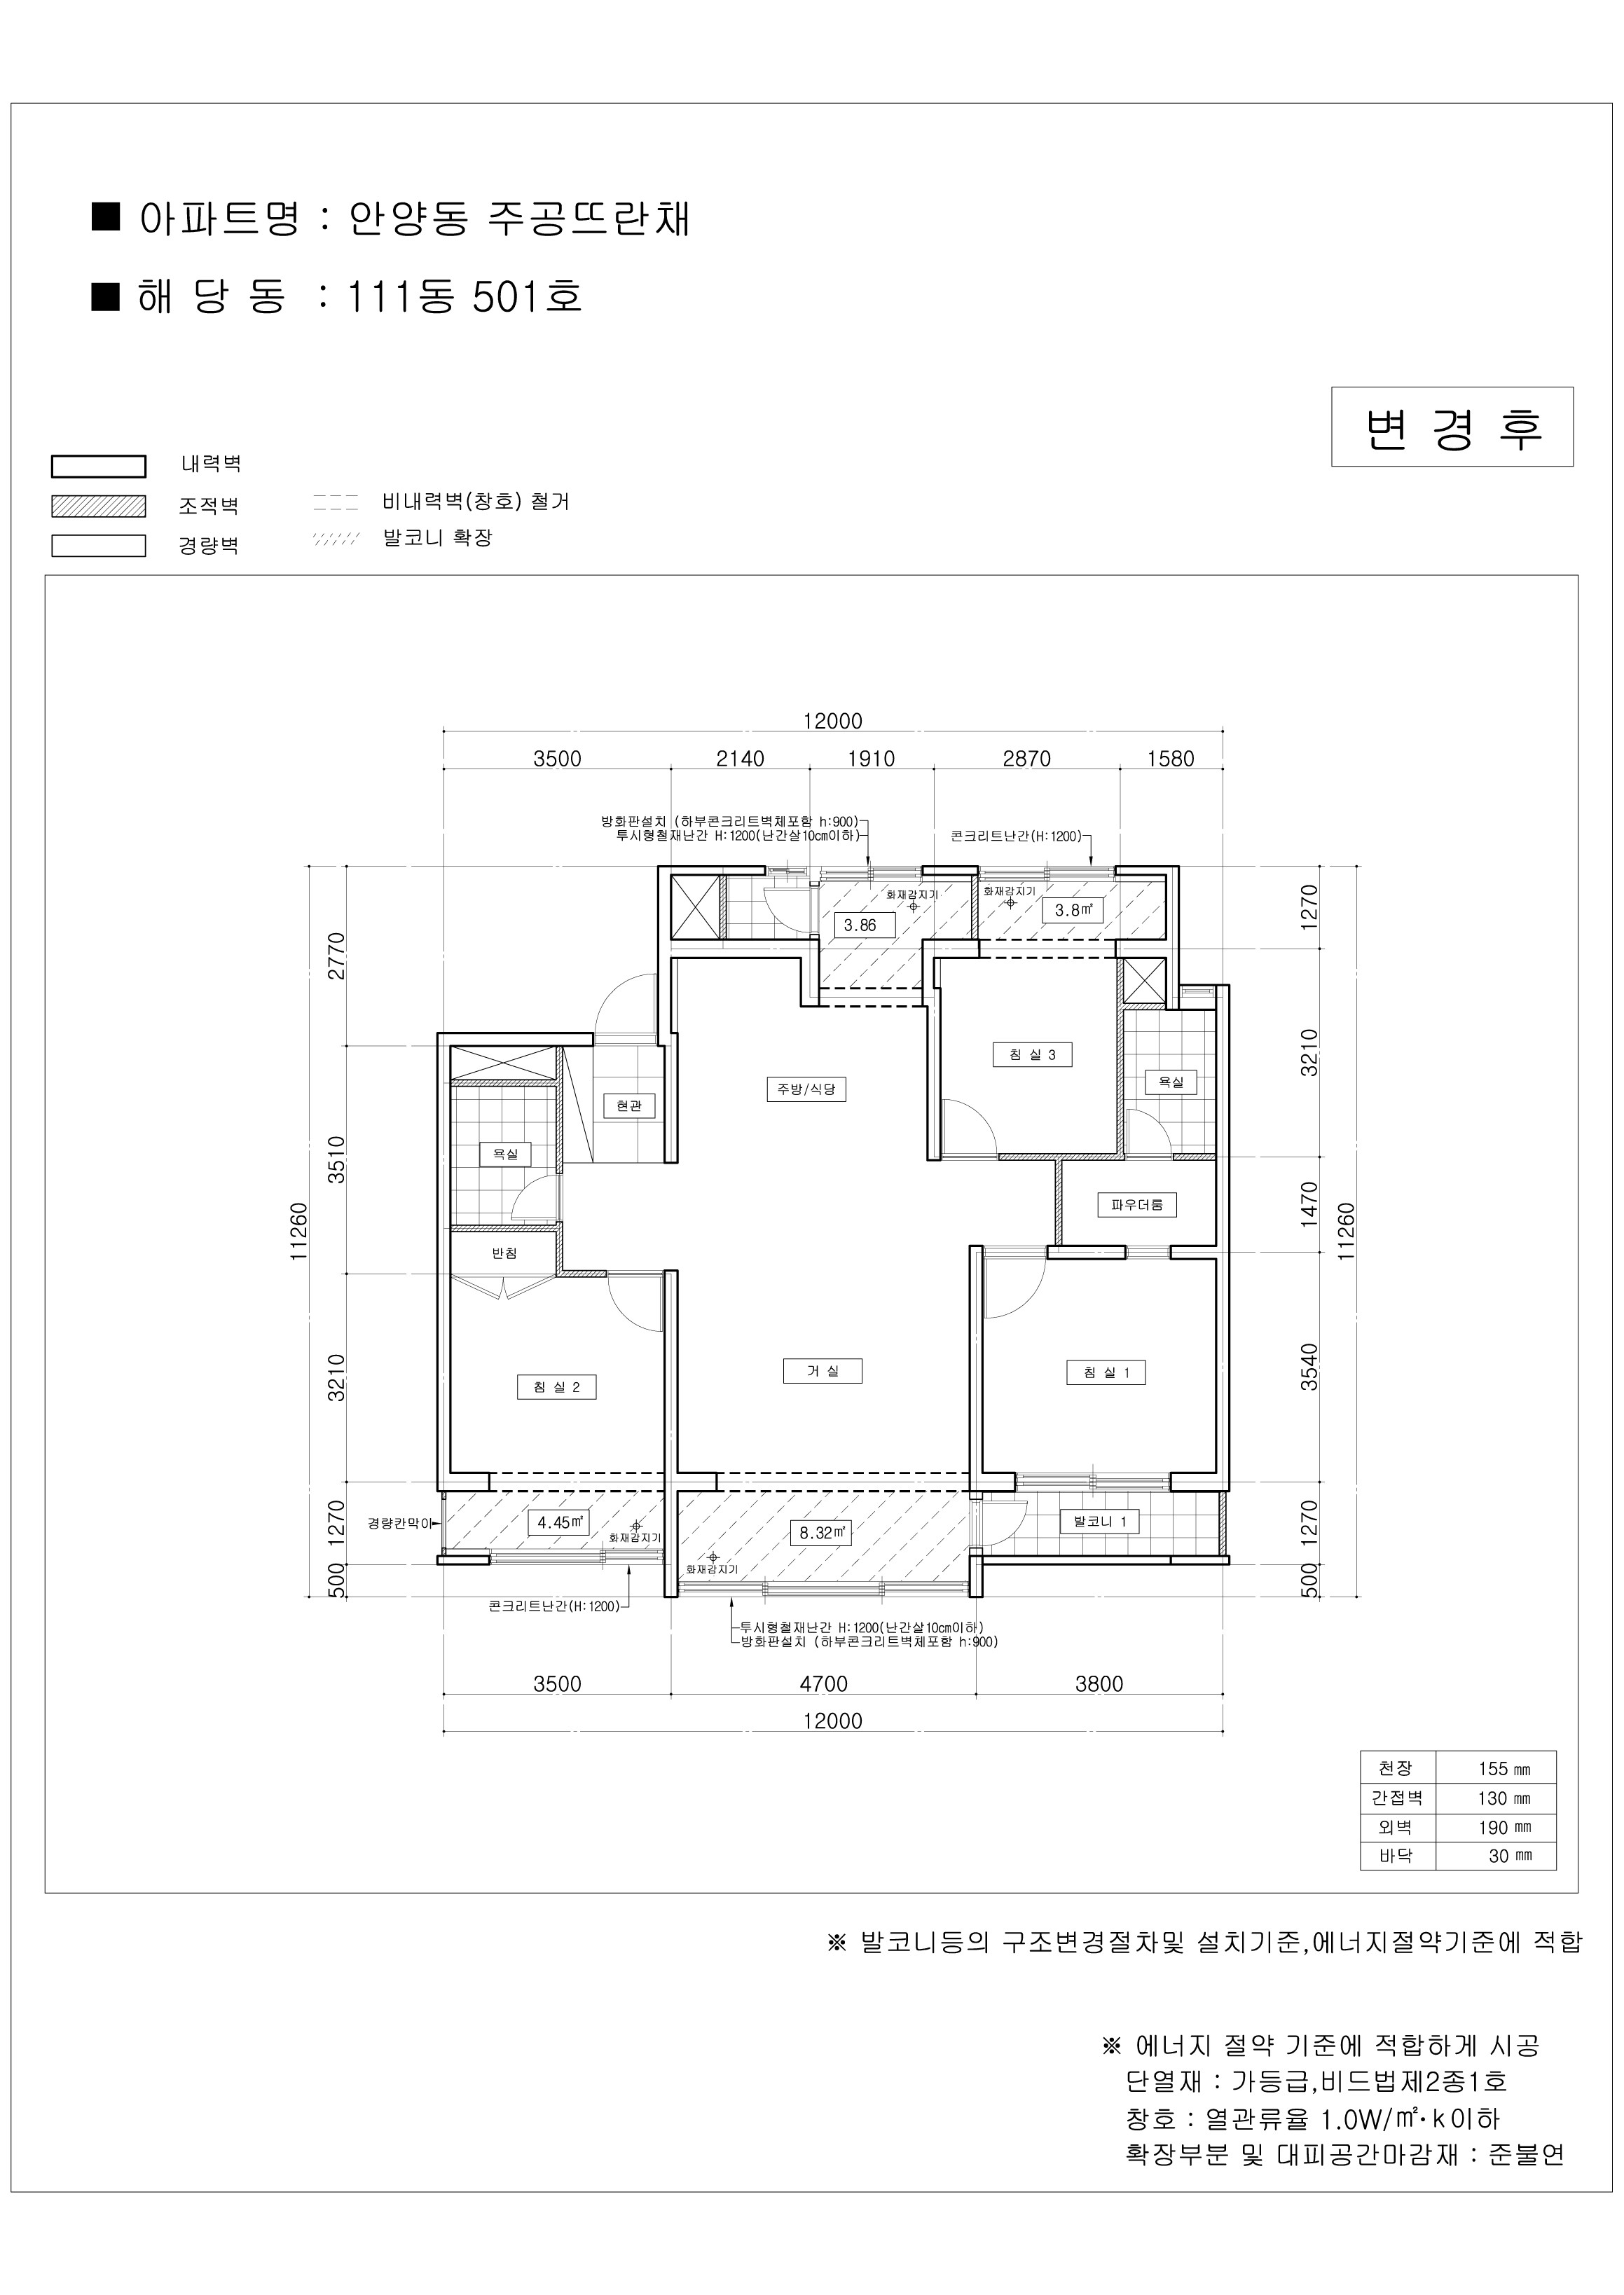 ■ 아파트명 : 안양동 주공뜨란채
■ 해 당 동 : 111동 501호
변 경 후
내력벽
조적벽
경량벽
비내력벽(창호) 철거
발코니 확장
12000
3500 2140 1910 2870 1580
방화판설치 (하부콘크리트벽체포함 h:900)
투시형철재난간 H:1200(난간살10cm이하)
콘크리트난간(H:1200)
화재감지기
3.86
화재감지기
3.8㎡
2770
1270
침 실 3
3210
욕실
주방/식당
현관
욕실
3510
파우더룸
1470
11260
11260
반침
침 실 2
3210
거 실
침 실 1
3540
경량칸막이
4.45㎡
화재감지기
8.32㎡
화재감지기
발코니 1
1270
1270
500
500
콘크리트난간(H:1200)
투시형철재난간 H:1200(난간살10cm이하)
방화판설치 (하부콘크리트벽체포함 h:900)
3500 4700 3800
12000
천장 155 ㎜
간접벽 130 ㎜
외벽 190 ㎜
바닥 30 ㎜
※ 발코니등의 구조변경절차및 설치기준,에너지절약기준에 적합
※ 에너지 절약 기준에 적합하게 시공
단열재 : 가등급,비드법제2종1호
창호 : 열관류율 1.0W/㎡·k이하
확장부분 및 대피공간마감재 : 준불연